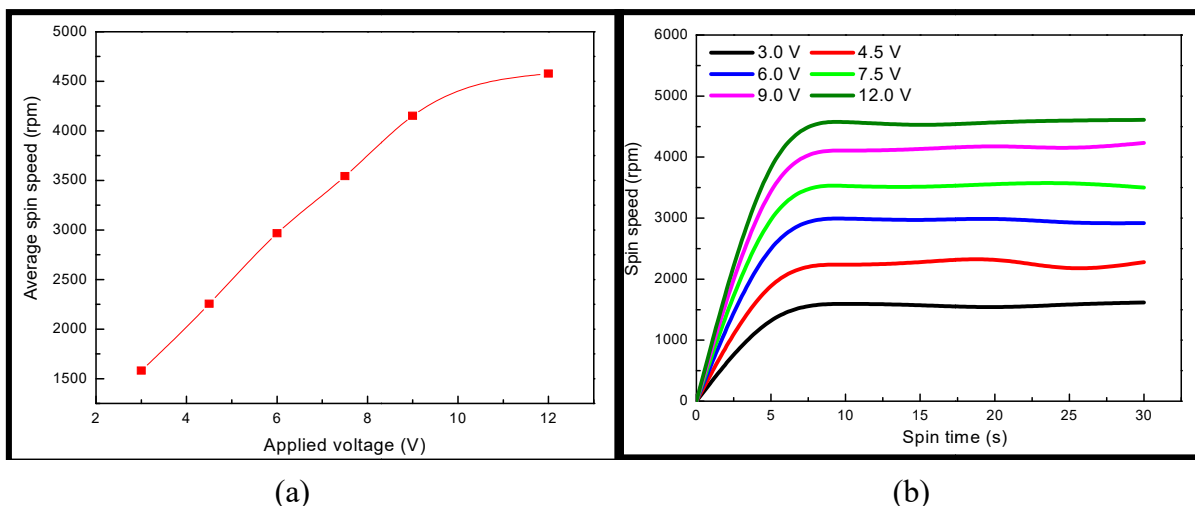 5000
4500
4000
3500
3000
2500
2000
1500
Average spin speed (rpm)
2 4 6 8 10 12
Applied voltage (V)
(a)
6000
5000
4000
3000
2000
1000
0
Spin speed (rpm)
3.0 V 4.5 V
6.0 V 7.5 V
9.0 V 12.0 V
0 5 10 15 20 25 30
Spin time (s)
(b)